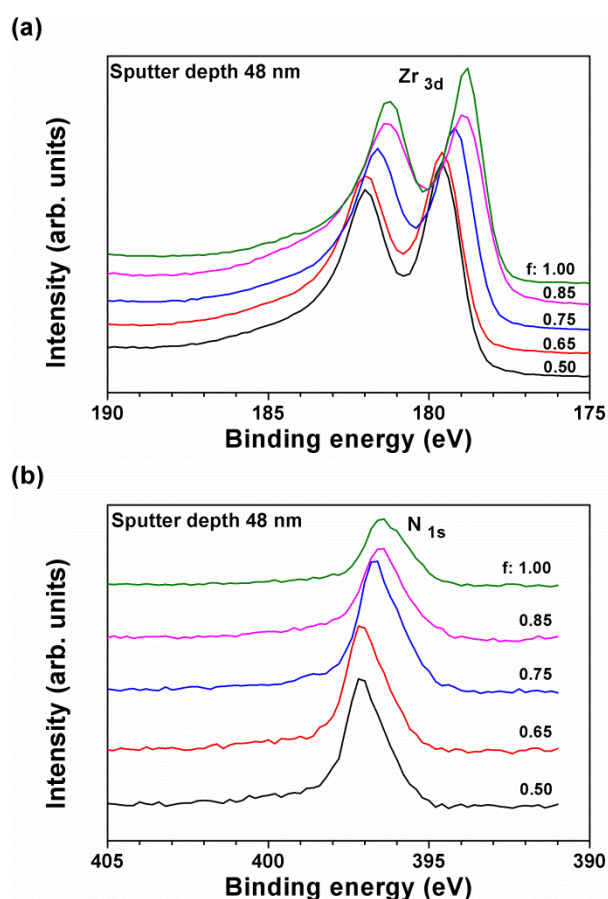 (a)
Sputter depth 48 nm
Zr 3d
f: 1.00
0.85
0.75
0.65
0.50
Intensity (arb. units)
190 185 180 175
Binding energy (eV)
(b)
Sputter depth 48 nm
N 1s
f: 1.00
0.85
0.75
0.65
0.50
Intensity (arb. units)
405 400 395 390
Binding energy (eV)